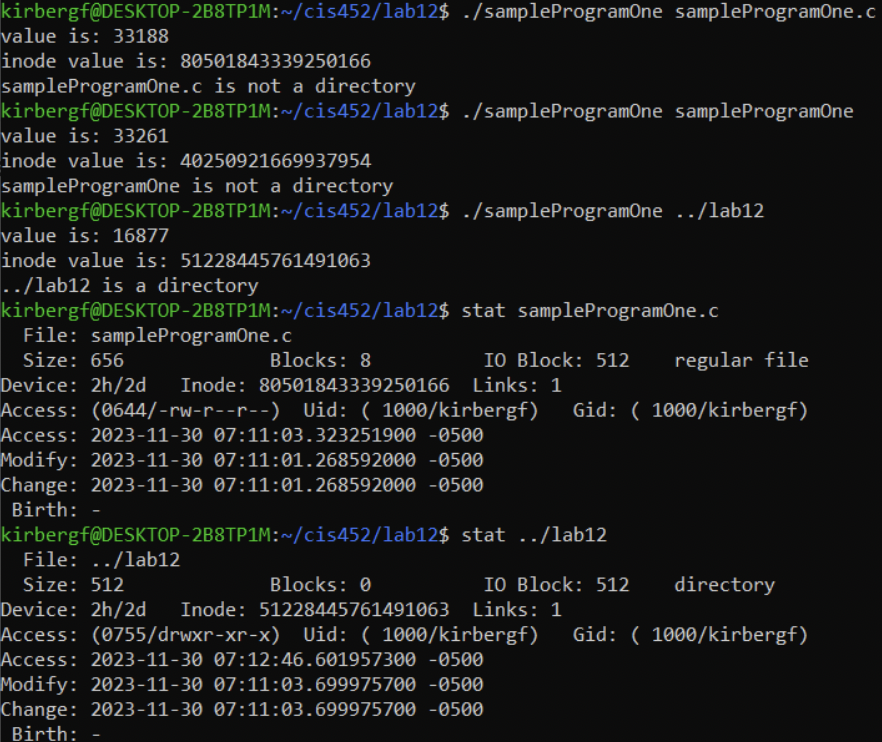 kirbergf@DESKTOP-2B8TP1M:~/cis452/lab12$ ./sampleProgramOne sampleProgramOne.c
value is: 33188
inode value is: 80501843339250166
sampleProgramOne.c is not a directory
kirbergf@DESKTOP-2B8TP1M:~/cis452/lab12$ ./sampleProgramOne sampleProgramOne
value is: 33261
inode value is: 40250921669937954
sampleProgramOne is not a directory
kirbergf@DESKTOP-2B8TP1M:~/cis452/lab12$ ./sampleProgramOne ../lab12
value is: 16877
inode value is: 51228445761491063
../lab12 is a directory
kirbergf@DESKTOP-2B8TP1M:~/cis452/lab12$ stat sampleProgramOne.c
  File: sampleProgramOne.c
  Size: 656             Blocks: 8          IO Block: 512    regular file
Device: 2h/2d   Inode: 80501843339250166  Links: 1
Access: (0644/-rw-r--r--)  Uid: ( 1000/kirbergf)   Gid: ( 1000/kirbergf)
Access: 2023-11-30 07:11:03.323251900 -0500
Modify: 2023-11-30 07:11:01.268592000 -0500
Change: 2023-11-30 07:11:01.268592000 -0500
 Birth: -
kirbergf@DESKTOP-2B8TP1M:~/cis452/lab12$ stat ../lab12
  File: ../lab12
  Size: 512             Blocks: 0          IO Block: 512    directory
Device: 2h/2d   Inode: 51228445761491063  Links: 1
Access: (0755/drwxr-xr-x)  Uid: ( 1000/kirbergf)   Gid: ( 1000/kirbergf)
Access: 2023-11-30 07:12:46.601957300 -0500
Modify: 2023-11-30 07:11:03.699975700 -0500
Change: 2023-11-30 07:11:03.699975700 -0500
 Birth: -